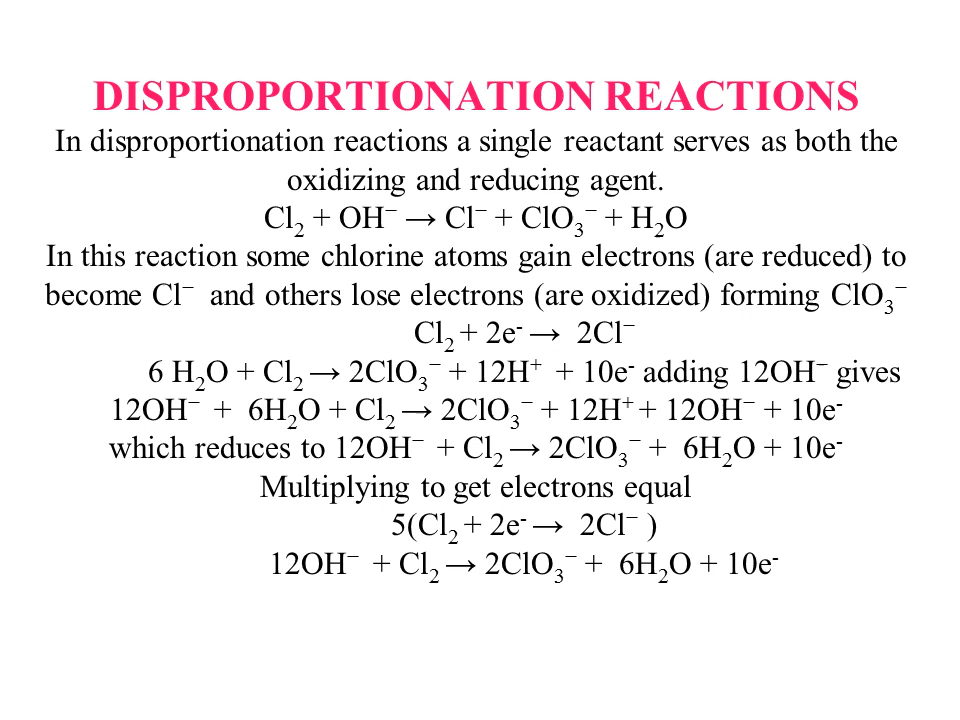 DISPROPORTIONATION REACTIONS
In disproportionation reactions a single reactant serves as both the
oxidizing and reducing agent.
Cl₂ + OH⁻ → Cl⁻ + ClO₃⁻ + H₂O
In this reaction some chlorine atoms gain electrons (are reduced) to
become Cl⁻ and others lose electrons (are oxidized) forming ClO₃⁻
Cl₂ + 2e⁻ → 2Cl⁻
6 H₂O + Cl₂ → 2ClO₃⁻ + 12H⁺ + 10e⁻ adding 12OH⁻ gives
12OH⁻ + 6H₂O + Cl₂ → 2ClO₃⁻ + 12H⁺ + 12OH⁻ + 10e⁻
which reduces to 12OH⁻ + Cl₂ → 2ClO₃⁻ + 6H₂O + 10e⁻
Multiplying to get electrons equal
5(Cl₂ + 2e⁻ → 2Cl⁻ )
12OH⁻ + Cl₂ → 2ClO₃⁻ + 6H₂O + 10e⁻